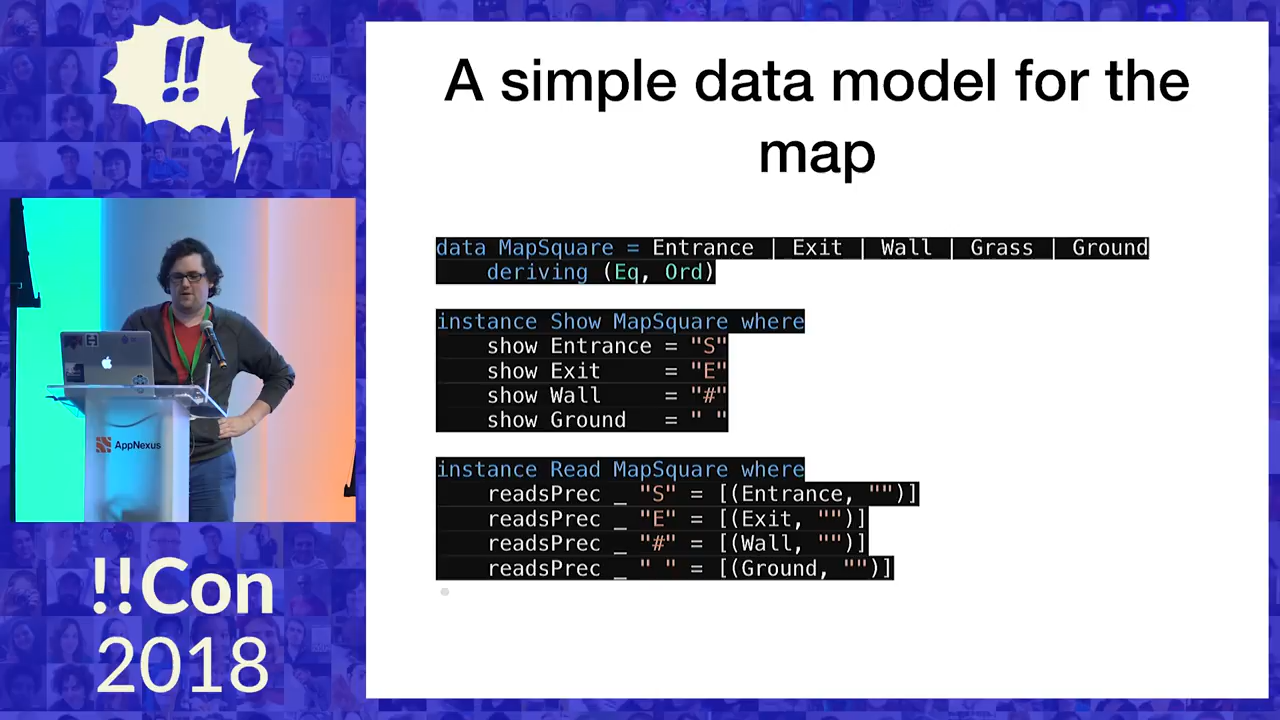 !!
A simple data model for the
map
data MapSquare = Entrance | Exit | Wall | Grass | Ground
    deriving (Eq, Ord)
instance Show MapSquare where
    show Entrance = "S"
    show Exit     = "E"
    show Wall     = "#"
    show Ground   = " "
instance Read MapSquare where
    readsPrec _ "S" = [(Entrance, "")]
    readsPrec _ "E" = [(Exit, "")]
    readsPrec _ "#" = [(Wall, "")]
    readsPrec _ " " = [(Ground, "")]
AppNexus
!!Con
2018